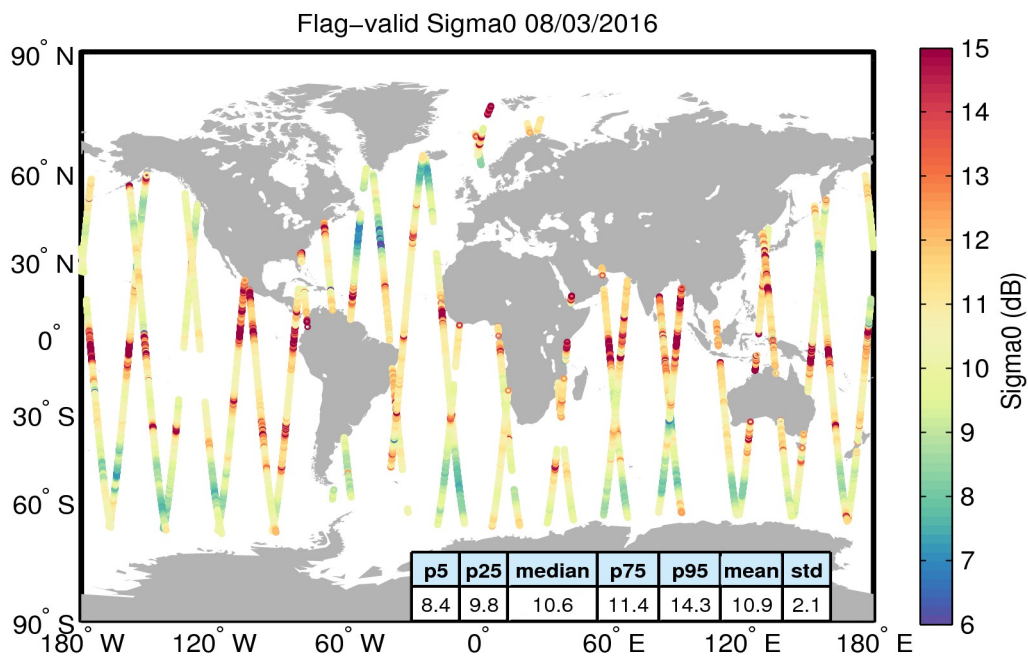 Flag−valid Sigma0 08/03/2016
90° N
60° N
30° N
0°
30° S
60° S
90° S
180° W
120° W
60° W
0°
60° E
120° E
180° E
p5 p25 median p75 p95 mean std
8.4 9.8 10.6 11.4 14.3 10.9 2.1
15
14
13
12
11
10
9
8
7
6
Sigma0 (dB)